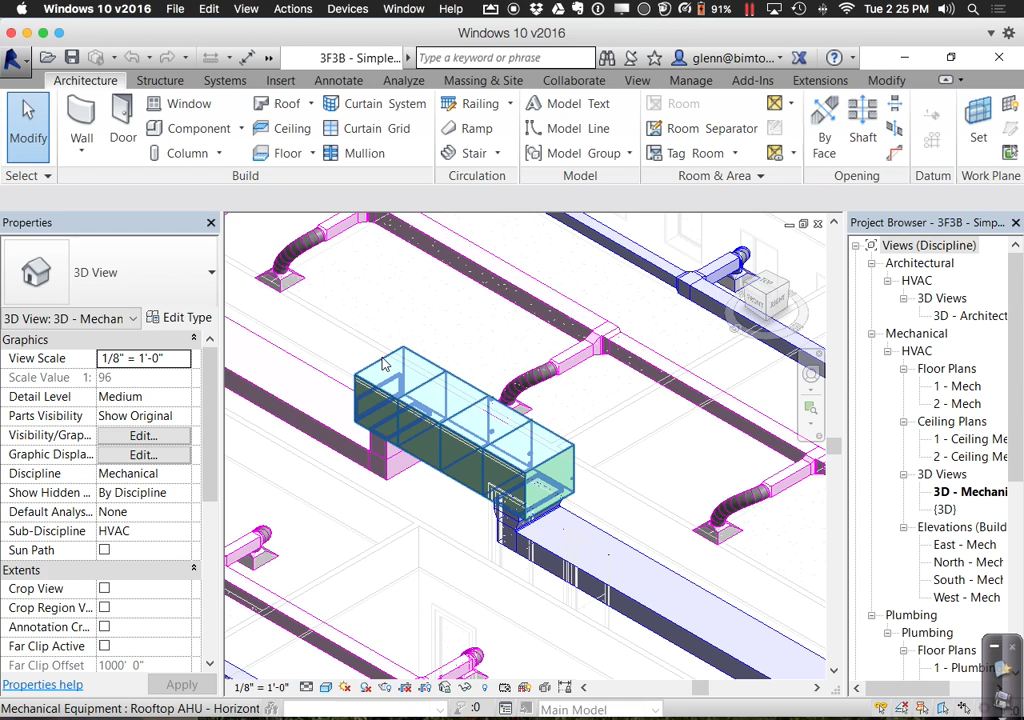 Windows 10 v2016 File Edit View Actions Devices Window Help 91% Tue 2 25 PM
Windows 10 v2016
3F3B - Simple... Type a keyword or phrase glenn@bimto...
Architecture Structure Systems Insert Annotate Analyze Massing & Site Collaborate View Manage Add-Ins Extensions Modify
Modify
Select
Wall
Door
Window
Component
Column
Roof
Ceiling
Floor
Curtain System
Curtain Grid
Mullion
Build
Railing
Ramp
Stair
Circulation
Model Text
Model Line
Model Group
Model
Room
Room Separator
Tag Room
Room & Area
By
Face
Shaft
Opening
Datum
Set
Work Plane
Properties
3D View
3D View: 3D - Mechan Edit Type
Graphics
View Scale 1/8" = 1'-0"
Scale Value 1: 96
Detail Level Medium
Parts Visibility Show Original
Visibility/Grap... Edit...
Graphic Displa... Edit...
Discipline Mechanical
Show Hidden ... By Discipline
Default Analys... None
Sub-Discipline HVAC
Sun Path
Extents
Crop View
Crop Region V...
Annotation Cr...
Far Clip Active
Far Clip Offset 1000' 0"
Properties help Apply
TOP
FRONT
RIGHT
1/8" = 1'-0"
Project Browser - 3F3B - Simp...
Views (Discipline)
Architectural
HVAC
3D Views
3D - Architect
Mechanical
HVAC
Floor Plans
1 - Mech
2 - Mech
Ceiling Plans
1 - Ceiling Me
2 - Ceiling Me
3D Views
3D - Mechani
{3D}
Elevations (Build
East - Mech
North - Mech
South - Mech
West - Mech
Plumbing
Plumbing
Floor Plans
1 - Plumbin
Mechanical Equipment : Rooftop AHU - Horizont :0 Main Model